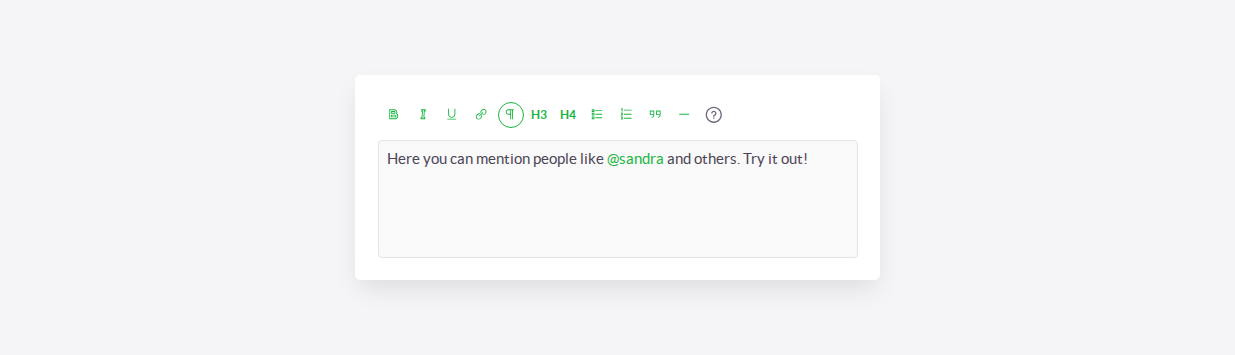 B I U ¶ H3 H4 ?
Here you can mention people like @sandra and others. Try it out!